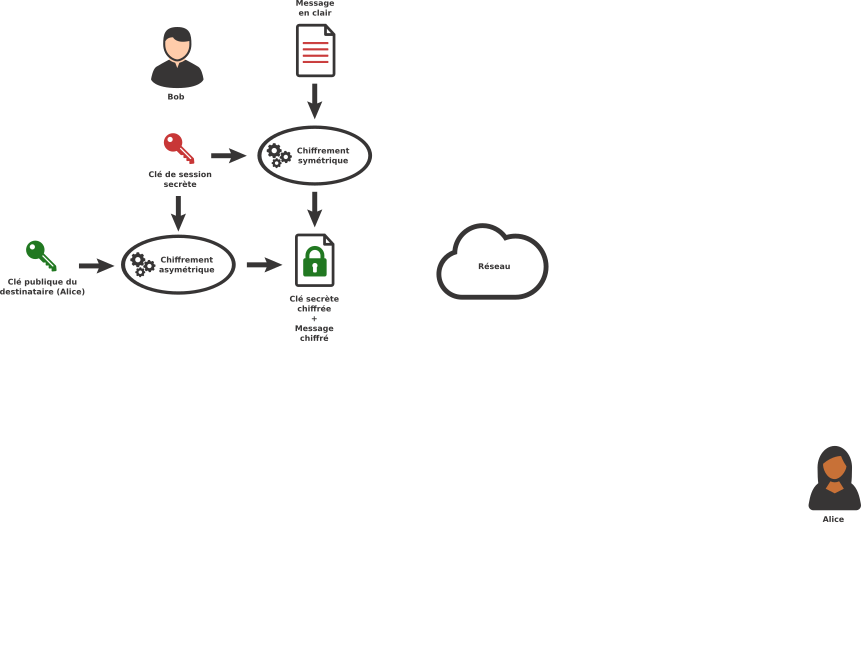 Message
en clair
Bob
Chiffrement
symétrique
Clé de session
secrète
Chiffrement
asymétrique
Réseau
Clé publique du
destinataire (Alice)
Clé secrète
chiffrée
+
Message
chiffré
Alice